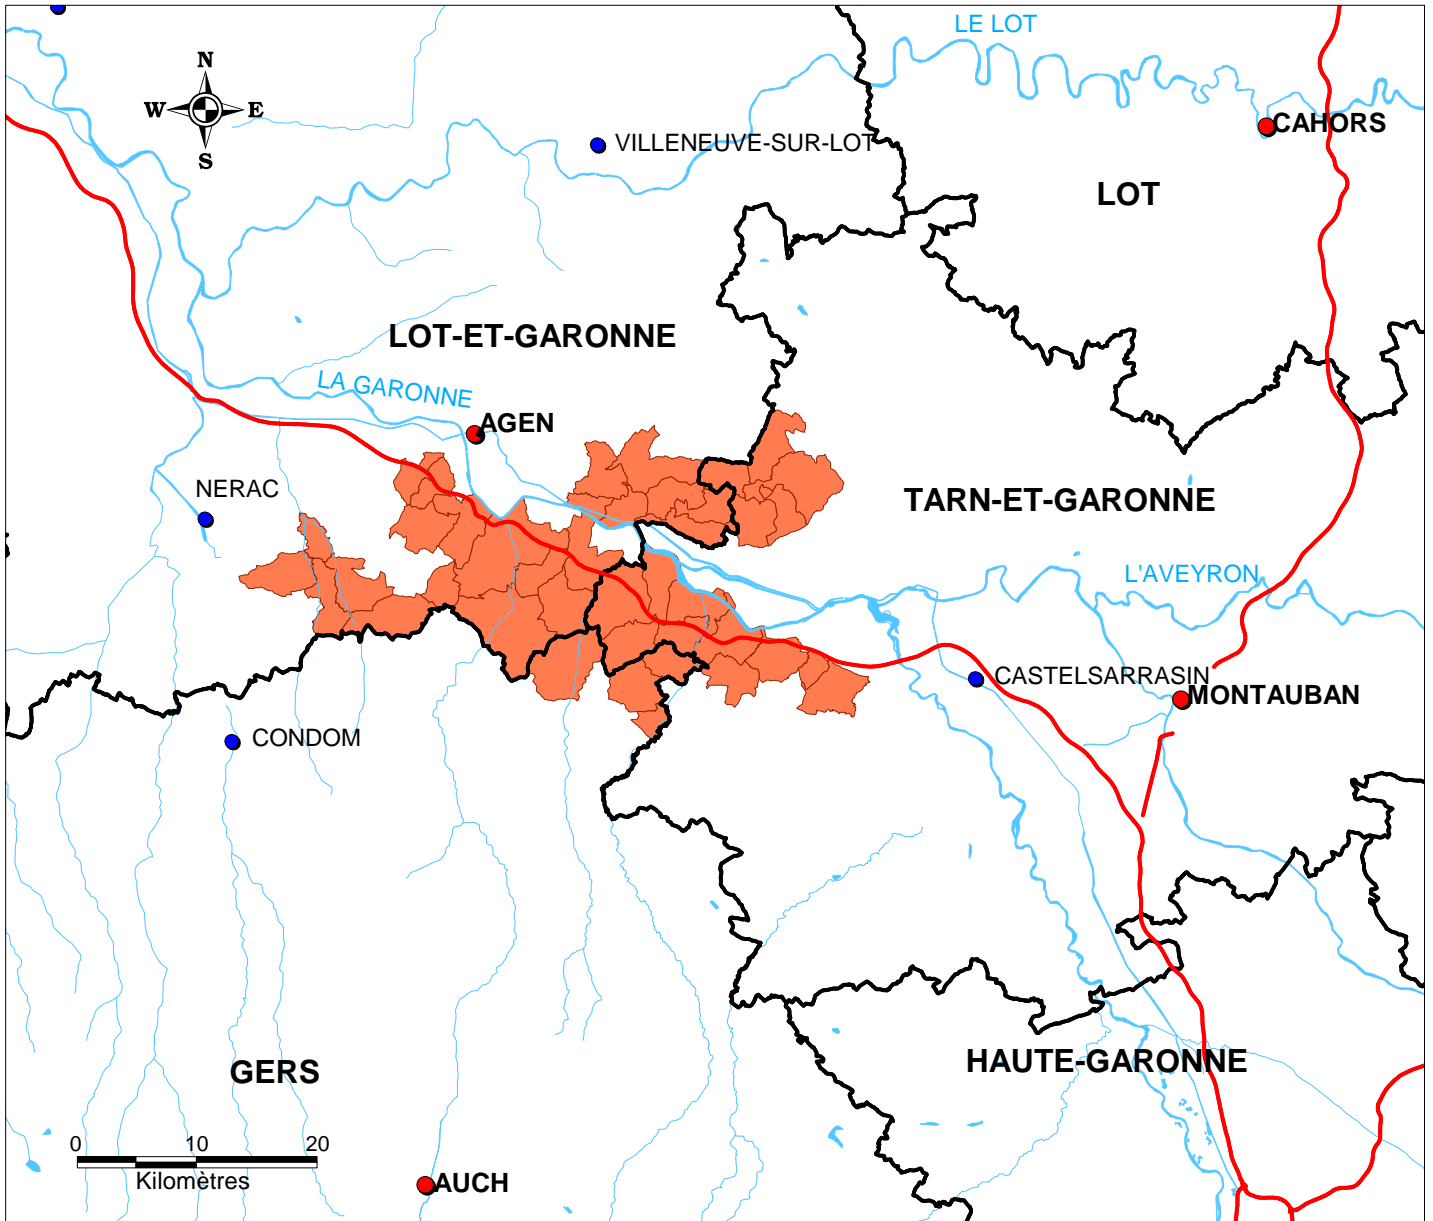 LE LOT
N
W E
S
CAHORS
VILLENEUVE-SUR-LOT
LOT
LOT-ET-GARONNE
LA GARONNE
AGEN
NERAC
TARN-ET-GARONNE
L'AVEYRON
CASTELSARRASIN
MONTAUBAN
CONDOM
HAUTE-GARONNE
GERS
0 10 20
Kilomètres
AUCH